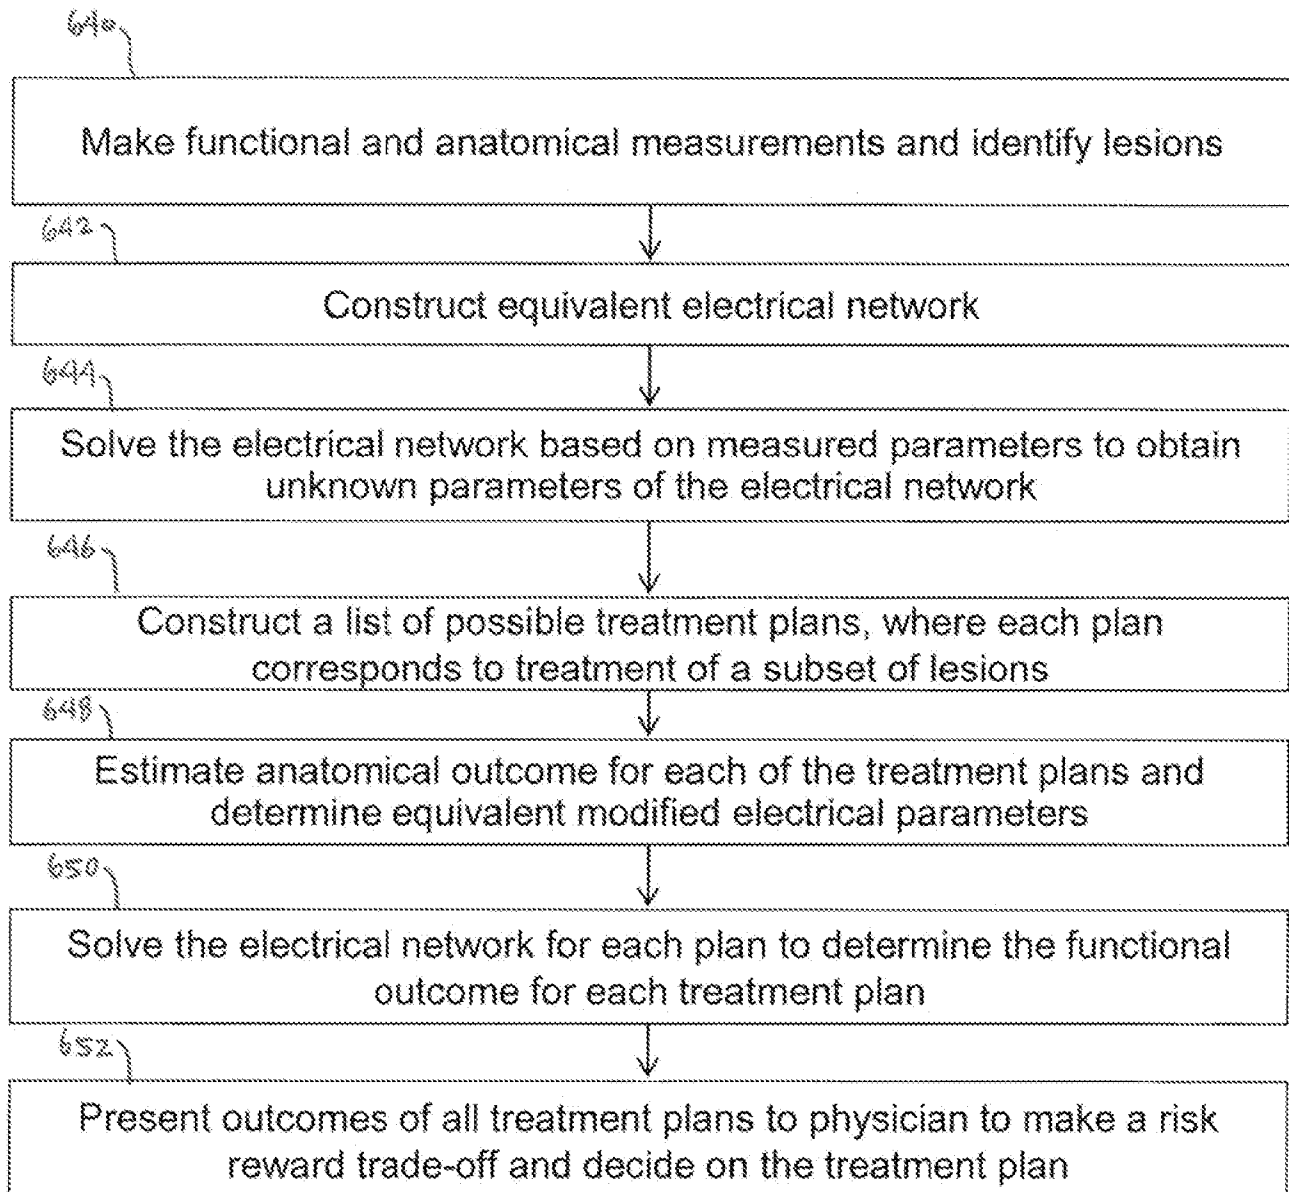 640
Make functional and anatomical measurements and identify lesions
642
Construct equivalent electrical network
644
Solve the electrical network based on measured parameters to obtain
unknown parameters of the electrical network
646
Construct a list of possible treatment plans, where each plan
corresponds to treatment of a subset of lesions
648
Estimate anatomical outcome for each of the treatment plans and
determine equivalent modified electrical parameters
650
Solve the electrical network for each plan to determine the functional
outcome for each treatment plan
652
Present outcomes of all treatment plans to physician to make a risk
reward trade-off and decide on the treatment plan